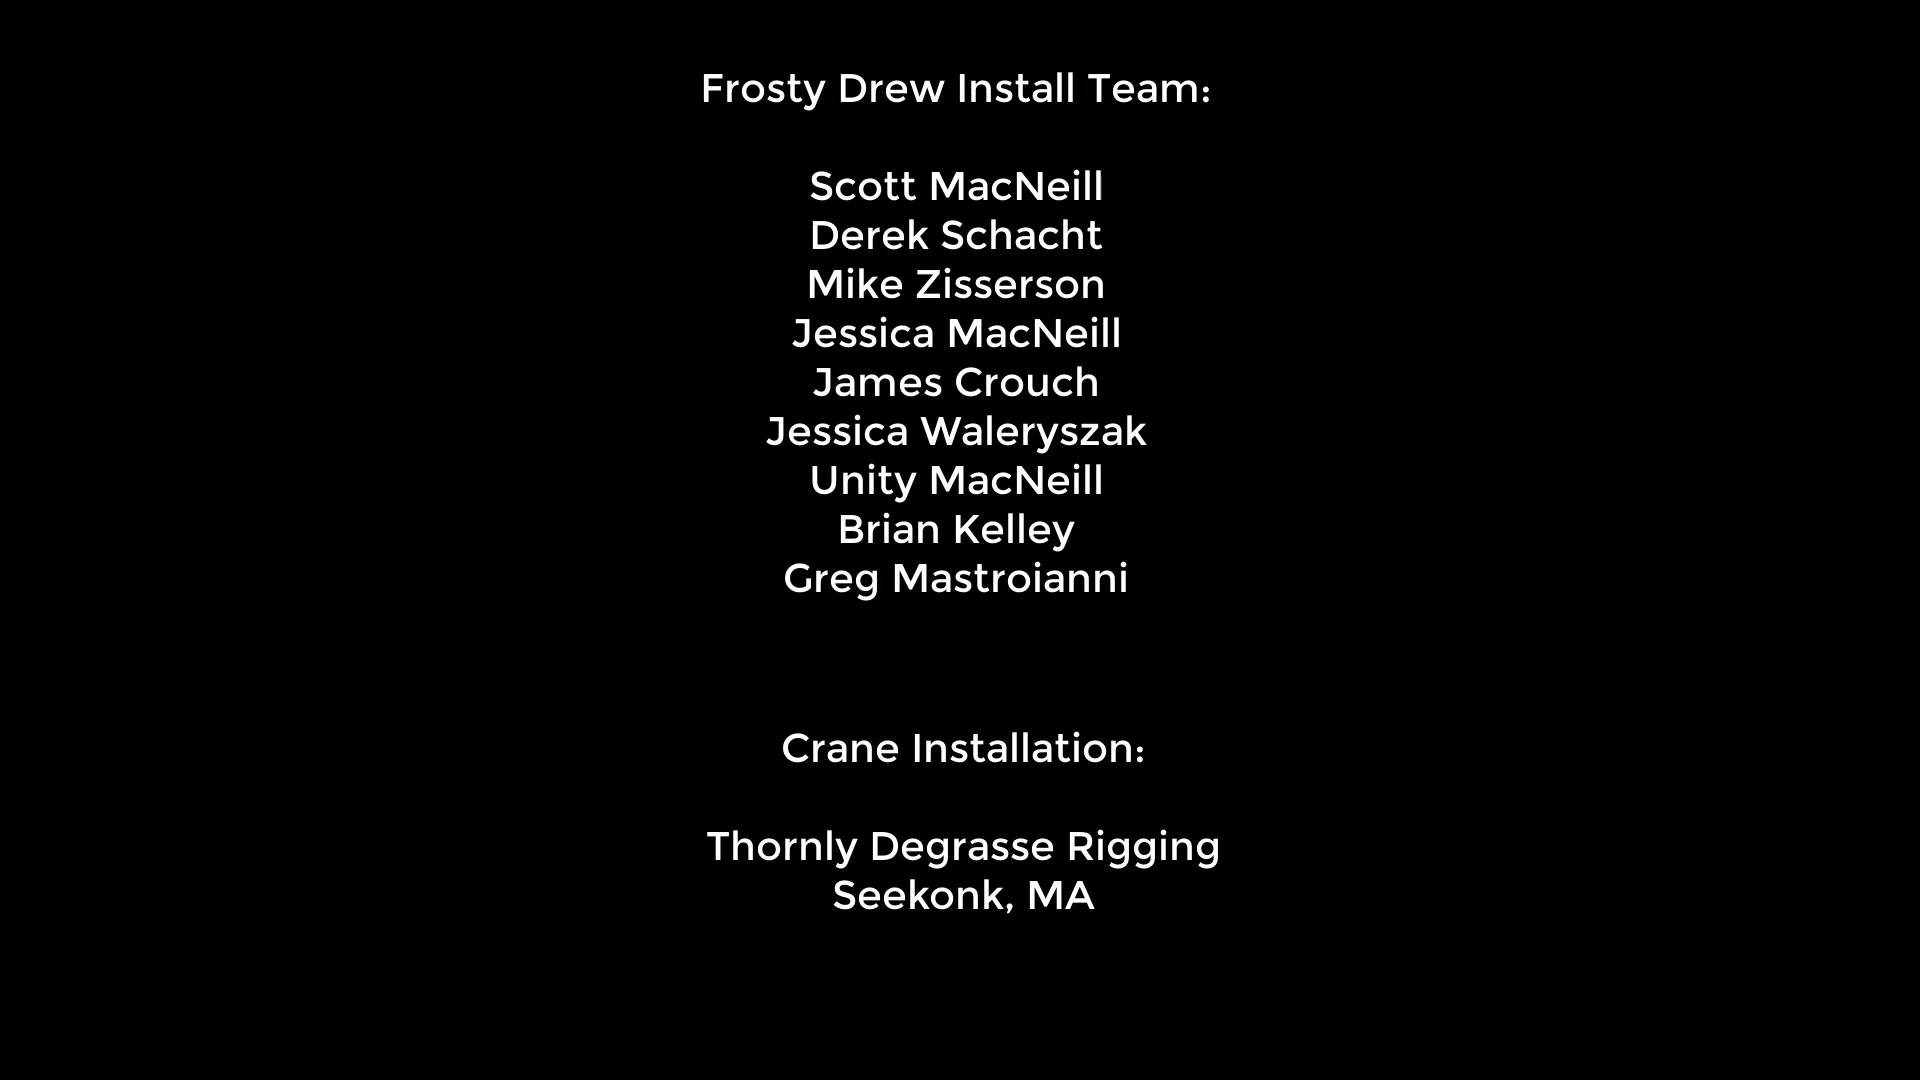 Frosty Drew Install Team:
Scott MacNeill
Derek Schacht
Mike Zisserson
Jessica MacNeill
James Crouch
Jessica Waleryszak
Unity MacNeill
Brian Kelley
Greg Mastroianni
Crane Installation:
Thornly Degrasse Rigging
Seekonk, MA